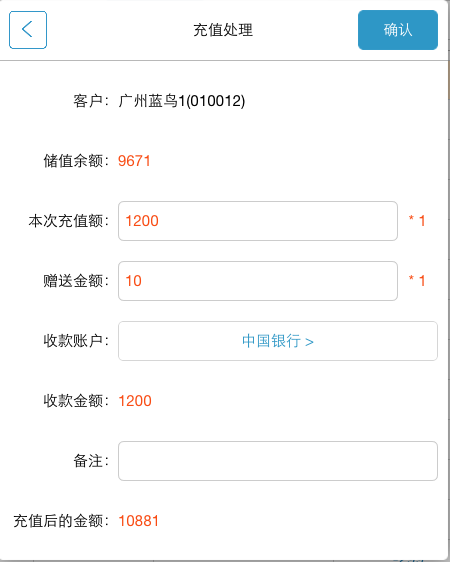 充值处理
确认
客户：广州蓝鸟1(010012)
储值余额：9671
本次充值额：1200 * 1
赠送金额：10 * 1
收款账户：中国银行 >
收款金额：1200
备注：
充值后的金额：10881